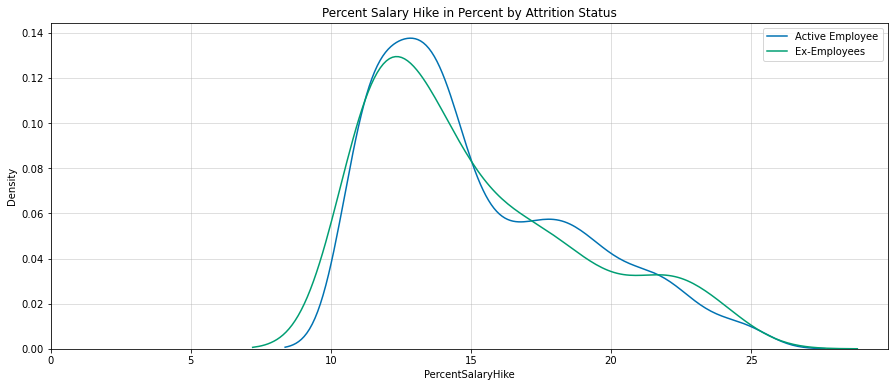 Percent Salary Hike in Percent by Attrition Status
Active Employee
Ex-Employees
0.14
0.12
0.10
0.08
0.06
0.04
0.02
0.00
Density
0
5
10
15
20
25
PercentSalaryHike